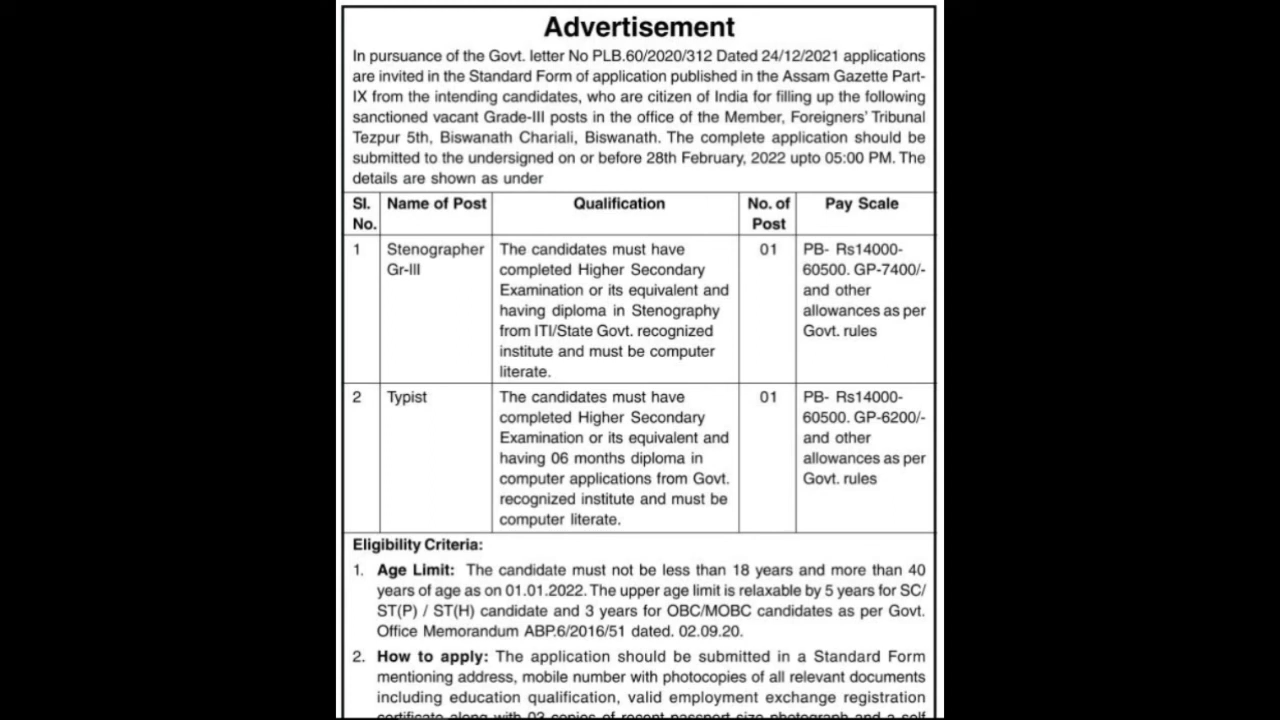 Advertisement
In pursuance of the Govt. letter No PLB.60/2020/312 Dated 24/12/2021 applications
are invited in the Standard Form of application published in the Assam Gazette Part-
IX from the intending candidates, who are citizen of India for filling up the following
sanctioned vacant Grade-III posts in the office of the Member, Foreigners' Tribunal
Tezpur 5th, Biswanath Chariali, Biswanath. The complete application should be
submitted to the undersigned on or before 28th February, 2022 upto 05:00 PM. The
details are shown as under
Sl. No. Name of Post Qualification No. of Post Pay Scale
1 Stenographer Gr-III
The candidates must have
completed Higher Secondary
Examination or its equivalent and
having diploma in Stenography
from ITI/State Govt. recognized
institute and must be computer
literate.
01
PB- Rs14000-
60500. GP-7400/-
and other
allowances as per
Govt. rules
2 Typist
The candidates must have
completed Higher Secondary
Examination or its equivalent and
having 06 months diploma in
computer applications from Govt.
recognized institute and must be
computer literate.
01
PB- Rs14000-
60500. GP-6200/-
and other
allowances as per
Govt. rules
Eligibility Criteria:
1. Age Limit: The candidate must not be less than 18 years and more than 40
years of age as on 01.01.2022. The upper age limit is relaxable by 5 years for SC/
ST(P) / ST(H) candidate and 3 years for OBC/MOBC candidates as per Govt.
Office Memorandum ABP.6/2016/51 dated. 02.09.20.
2. How to apply: The application should be submitted in a Standard Form
mentioning address, mobile number with photocopies of all relevant documents
including education qualification, valid employment exchange registration
certificate along with 03 copies of recent passport size photograph and a self